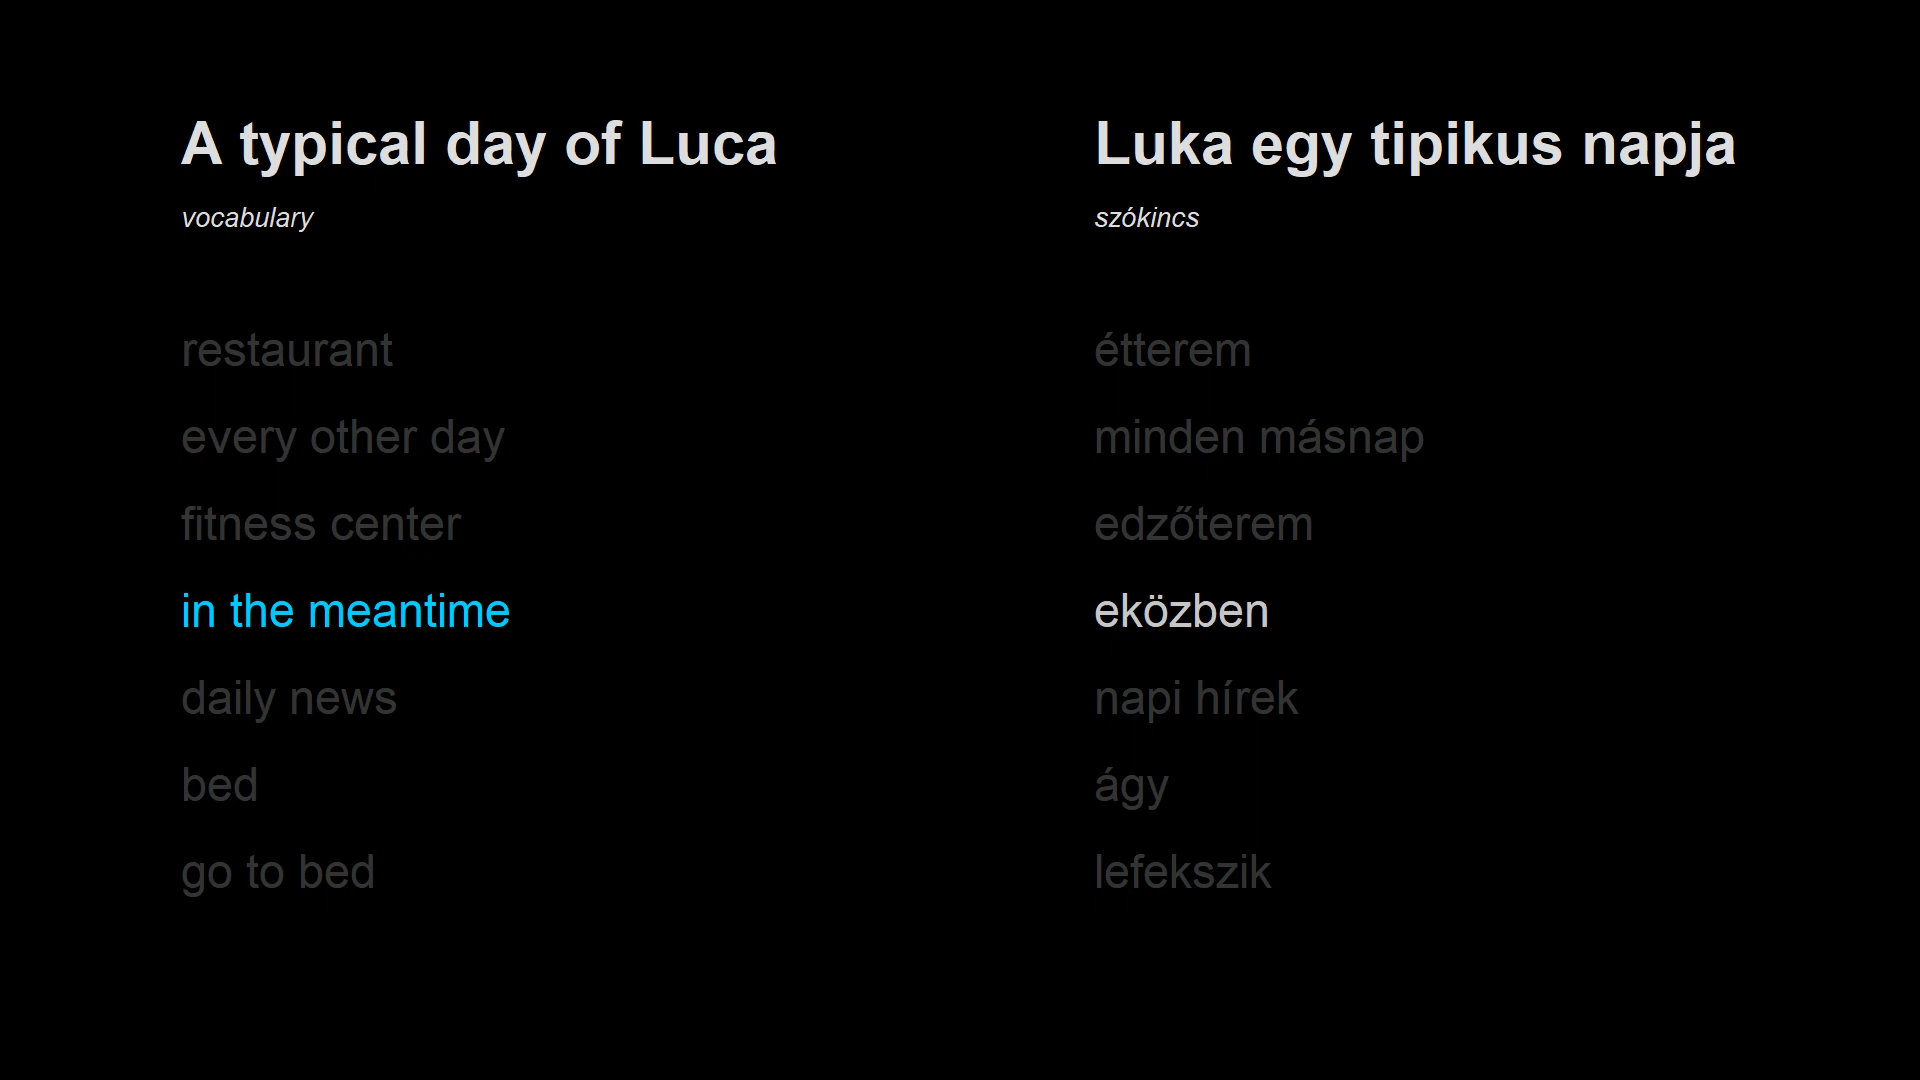 A typical day of Luca
vocabulary
restaurant
every other day
fitness center
in the meantime
daily news
bed
go to bed
Luka egy tipikus napja
szókincs
étterem
minden másnap
edzőterem
eközben
napi hírek
ágy
lefekszik